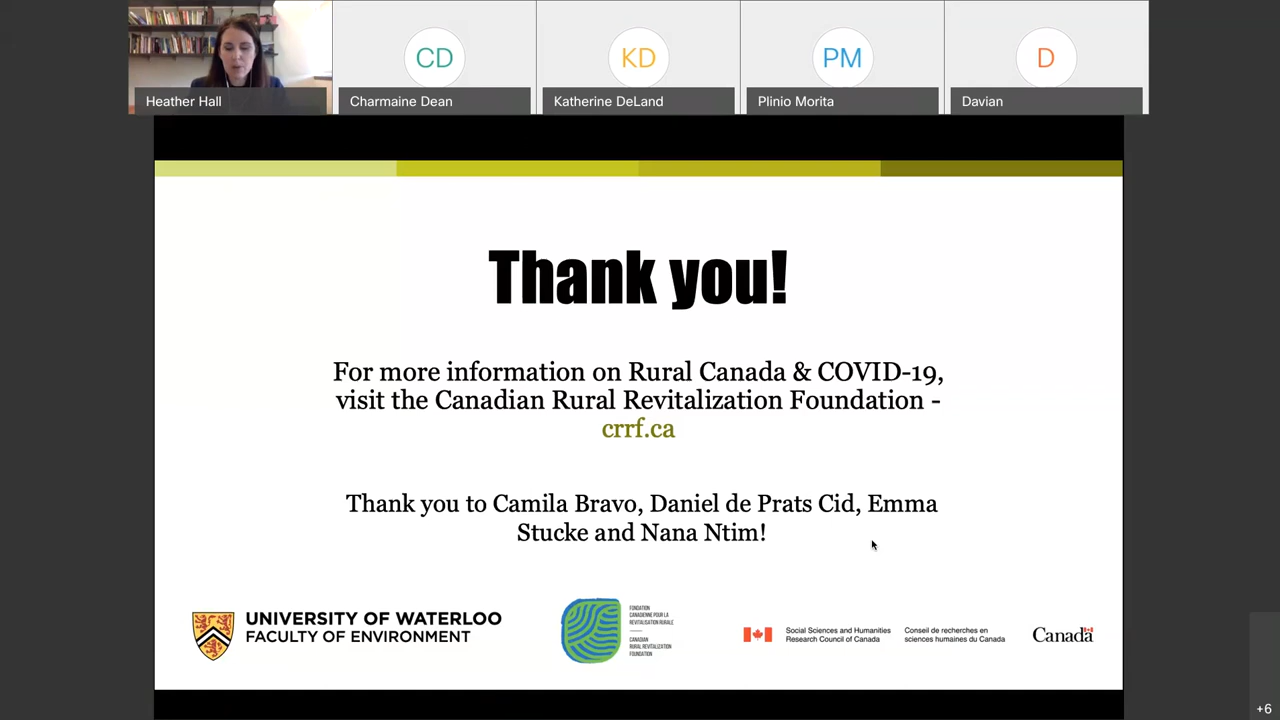 CD
KD
PM
D
Heather Hall
Charmaine Dean
Katherine DeLand
Plinio Morita
Davian
Thank you!
For more information on Rural Canada & COVID-19,
visit the Canadian Rural Revitalization Foundation -
crrf.ca
Thank you to Camila Bravo, Daniel de Prats Cid, Emma
Stucke and Nana Ntim!
UNIVERSITY OF WATERLOO
FACULTY OF ENVIRONMENT
FONDATION
CANADIENNE POUR LA
REVITALISATION RURALE
CANADIAN
RURAL REVITALIZATION
FOUNDATION
Social Sciences and Humanities
Research Council of Canada
Conseil de recherches en
sciences humaines du Canada
Canada
+6